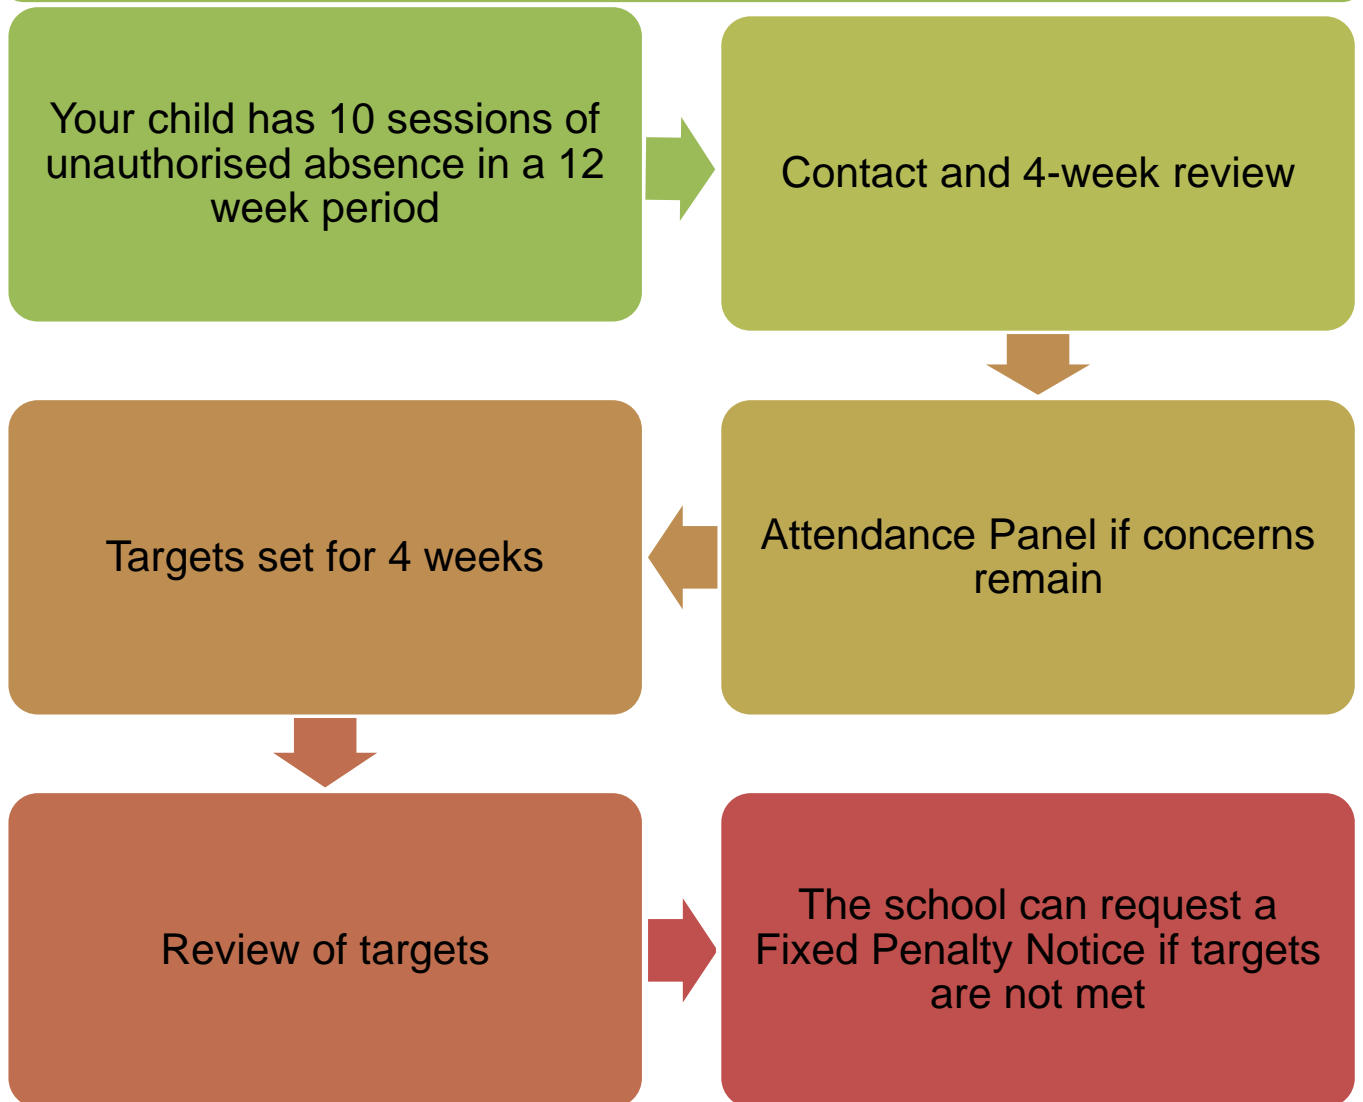 Your child has 10 sessions of
unauthorised absence in a 12
week period
Contact and 4-week review
Attendance Panel if concerns
remain
Targets set for 4 weeks
Review of targets
The school can request a
Fixed Penalty Notice if targets
are not met